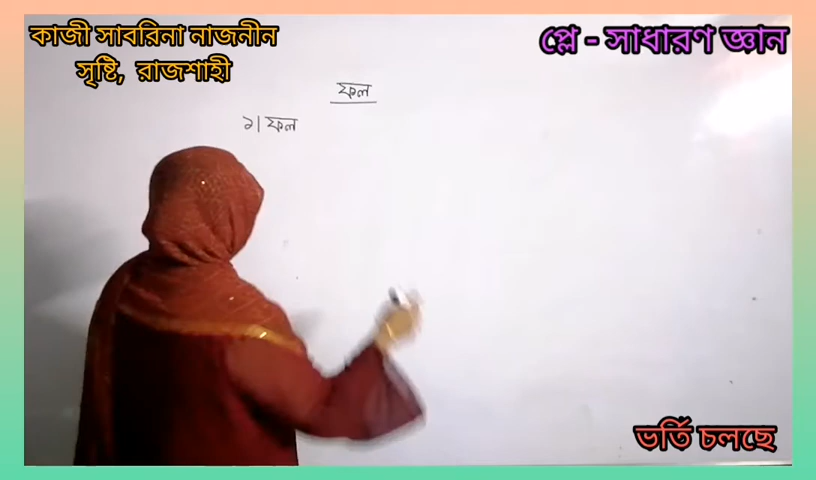 কাজী সাবরিনা নাজনীন
সৃষ্টি, রাজশাহী
প্লে - সাধারণ জ্ঞান
ফল
১। ফল
ভর্তি চলছে